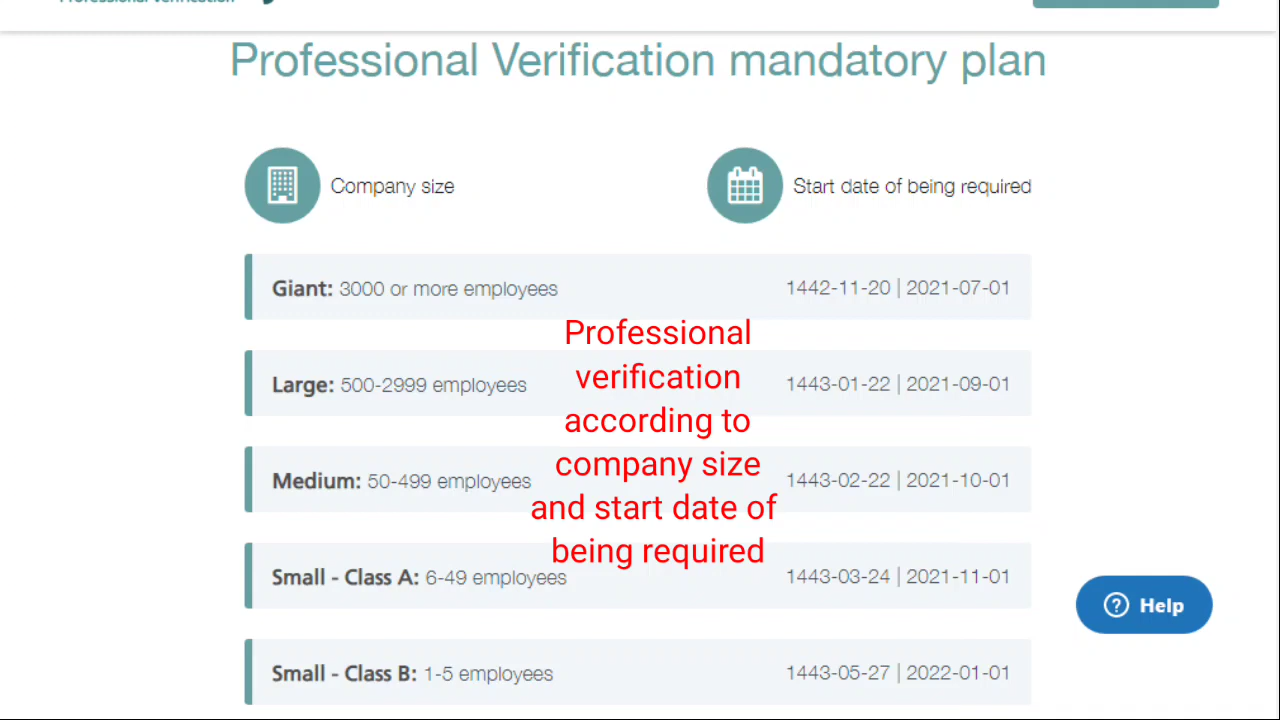 Professional Verification
Professional Verification mandatory plan
Company size
Start date of being required
Giant: 3000 or more employees
1442-11-20 | 2021-07-01
Large: 500-2999 employees
1443-01-22 | 2021-09-01
Medium: 50-499 employees
1443-02-22 | 2021-10-01
Small - Class A: 6-49 employees
1443-03-24 | 2021-11-01
Small - Class B: 1-5 employees
1443-05-27 | 2022-01-01
Professional
verification
according to
company size
and start date of
being required
Help